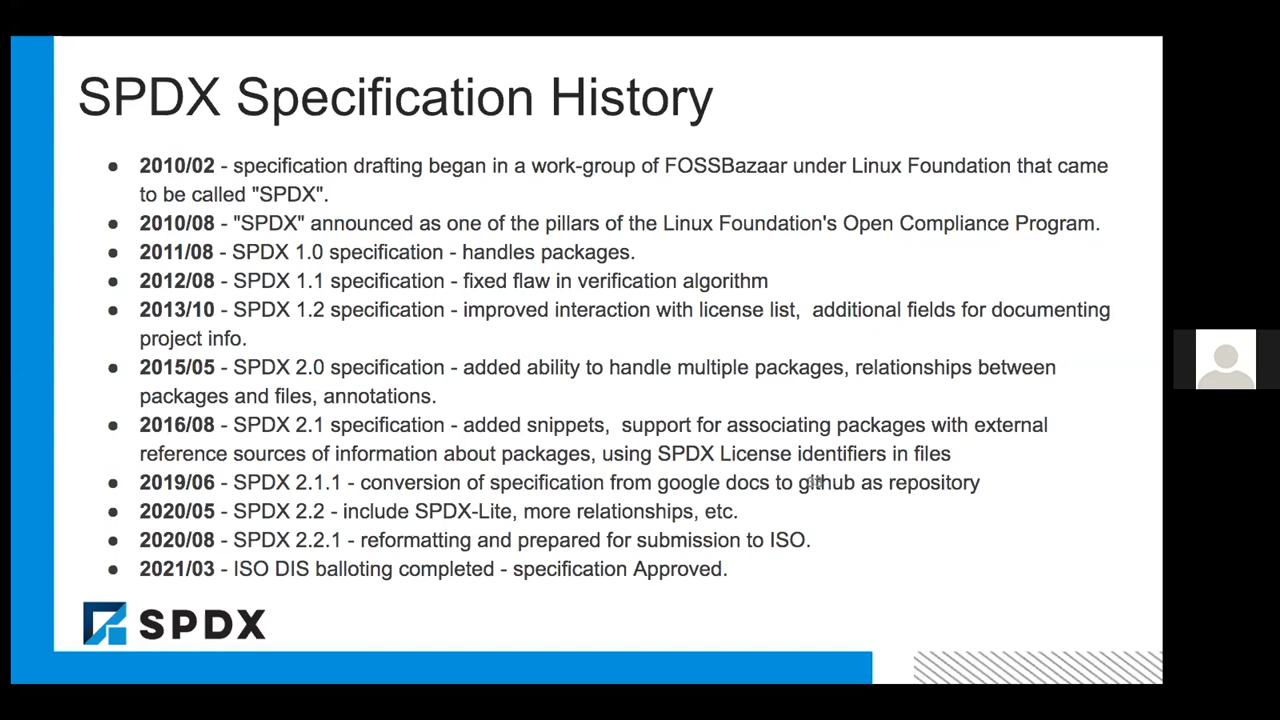 SPDX Specification History
● 2010/02 - specification drafting began in a work-group of FOSSBazaar under Linux Foundation that came
to be called "SPDX".
● 2010/08 - "SPDX" announced as one of the pillars of the Linux Foundation's Open Compliance Program.
● 2011/08 - SPDX 1.0 specification - handles packages.
● 2012/08 - SPDX 1.1 specification - fixed flaw in verification algorithm
● 2013/10 - SPDX 1.2 specification - improved interaction with license list,  additional fields for documenting
project info.
● 2015/05 - SPDX 2.0 specification - added ability to handle multiple packages, relationships between
packages and files, annotations.
● 2016/08 - SPDX 2.1 specification - added snippets,  support for associating packages with external
reference sources of information about packages, using SPDX License identifiers in files
● 2019/06 - SPDX 2.1.1 - conversion of specification from google docs to github as repository
● 2020/05 - SPDX 2.2 - include SPDX-Lite, more relationships, etc.
● 2020/08 - SPDX 2.2.1 - reformatting and prepared for submission to ISO.
● 2021/03 - ISO DIS balloting completed - specification Approved.
SPDX